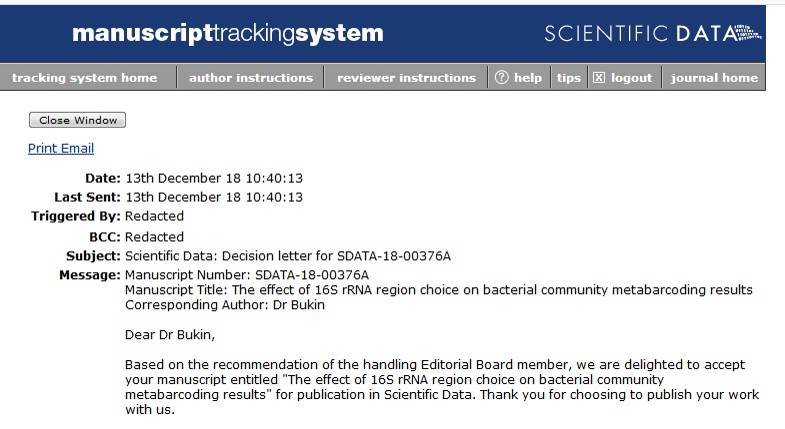 manuscripttrackingsystem SCIENTIFIC DATA
tracking system home author instructions reviewer instructions ? help tips X logout journal home
Close Window
Print Email
Date: 13th December 18 10:40:13
Last Sent: 13th December 18 10:40:13
Triggered By: Redacted
BCC: Redacted
Subject: Scientific Data: Decision letter for SDATA-18-00376A
Message: Manuscript Number: SDATA-18-00376A
Manuscript Title: The effect of 16S rRNA region choice on bacterial community metabarcoding results
Corresponding Author: Dr Bukin
Dear Dr Bukin,
Based on the recommendation of the handling Editorial Board member, we are delighted to accept
your manuscript entitled "The effect of 16S rRNA region choice on bacterial community
metabarcoding results" for publication in Scientific Data. Thank you for choosing to publish your work
with us.